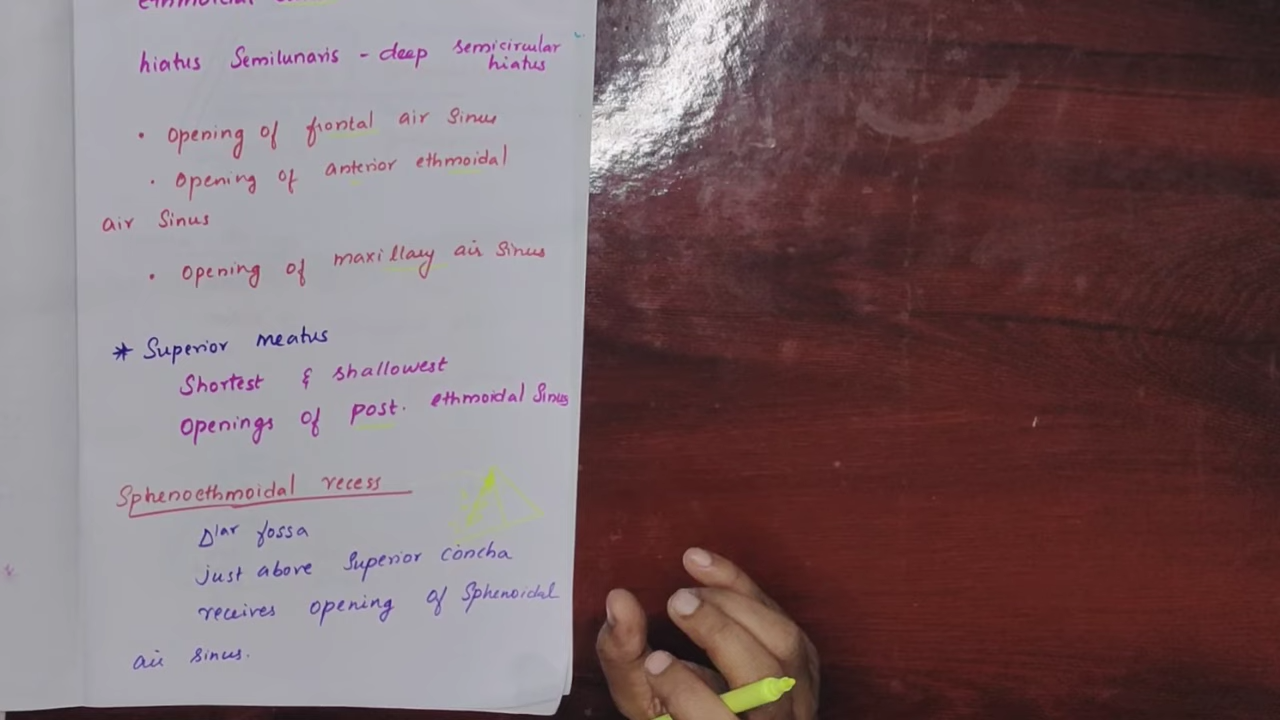 ethmoidal
hiatus Semilunaris - deep semicircular
hiatus
• Opening of frontal air Sinus
• Opening of anterior ethmoidal
air Sinus
• Opening of maxillary air Sinus
* Superior meatus
Shortest & shallowest
Openings of post. ethmoidal Sinus
Sphenoethmoidal recess
Δlar fossa
just above Superior concha
receives opening of Sphenoidal
air sinus.